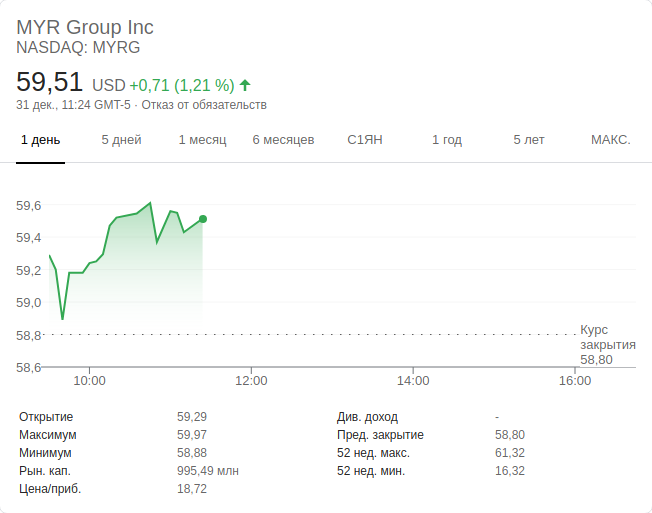 MYR Group Inc
NASDAQ: MYRG
59,51 USD +0,71 (1,21 %)
31 дек., 11:24 GMT-5 · Отказ от обязательств
1 день 5 дней 1 месяц 6 месяцев С1ЯН 1 год 5 лет МАКС.
59,6
59,4
59,2
59,0
58,8
58,6
Курс
закрытия
58,80
10:00 12:00 14:00 16:00
Открытие 59,29
Максимум 59,97
Минимум 58,88
Рын. кап. 995,49 млн
Цена/приб. 18,72
Див. доход -
Пред. закрытие 58,80
52 нед. макс. 61,32
52 нед. мин. 16,32